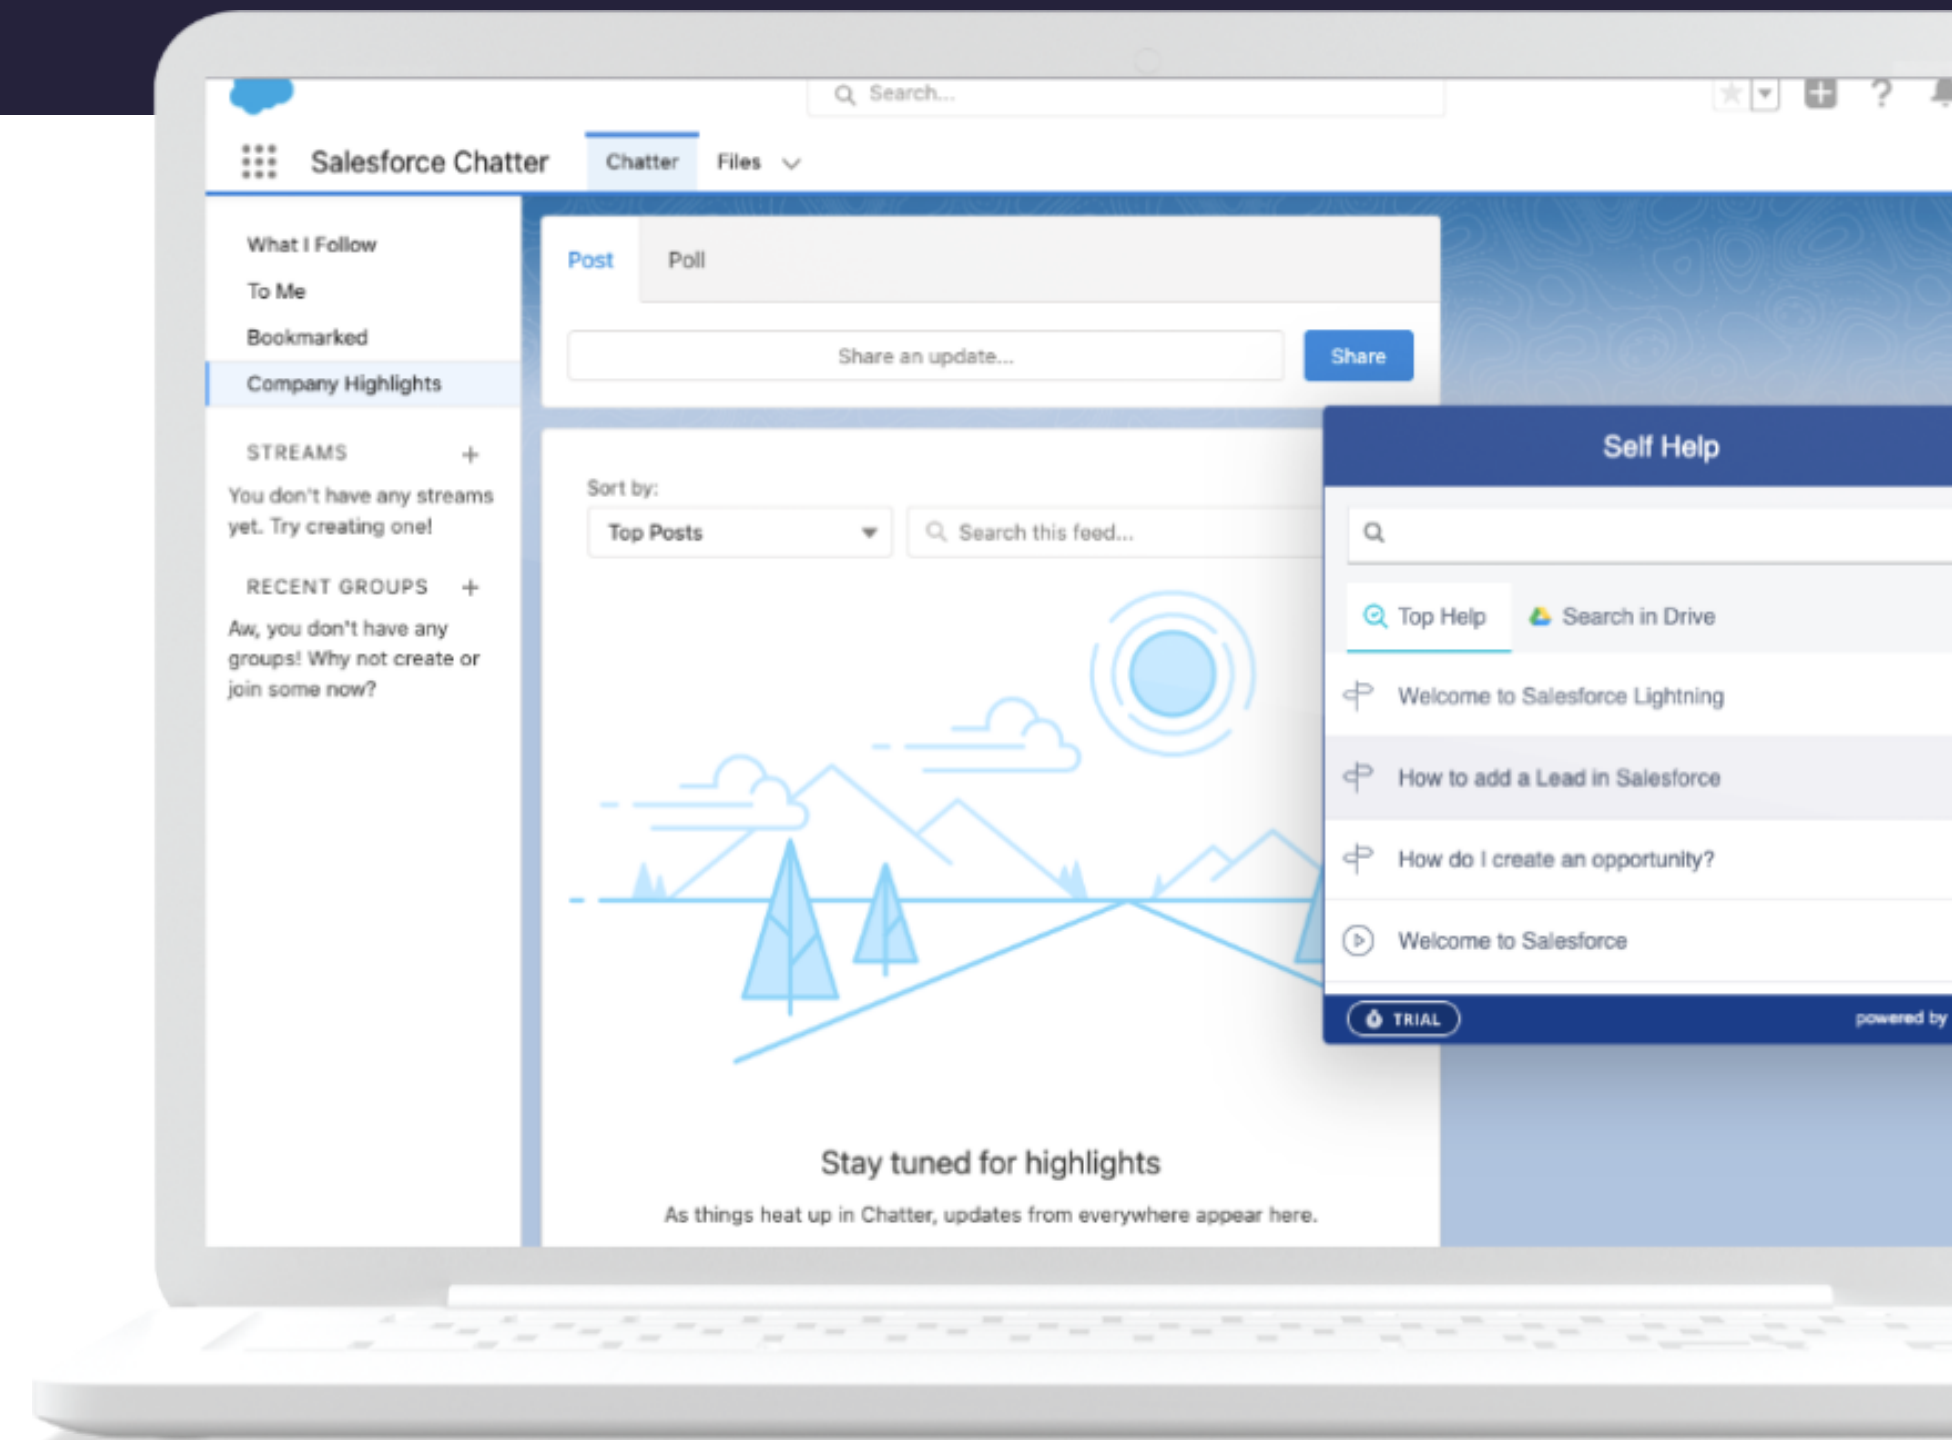 Search...
Salesforce Chatter
Chatter
Files
What I Follow
To Me
Bookmarked
Company Highlights
STREAMS
You don't have any streams
yet. Try creating one!
RECENT GROUPS
Aw, you don't have any
groups! Why not create or
join some now?
Post
Poll
Share an update...
Share
Sort by:
Top Posts
Search this feed...
Stay tuned for highlights
As things heat up in Chatter, updates from everywhere appear here.
Self Help
Top Help
Search in Drive
Welcome to Salesforce Lightning
How to add a Lead in Salesforce
How do I create an opportunity?
Welcome to Salesforce
TRIAL
powered by